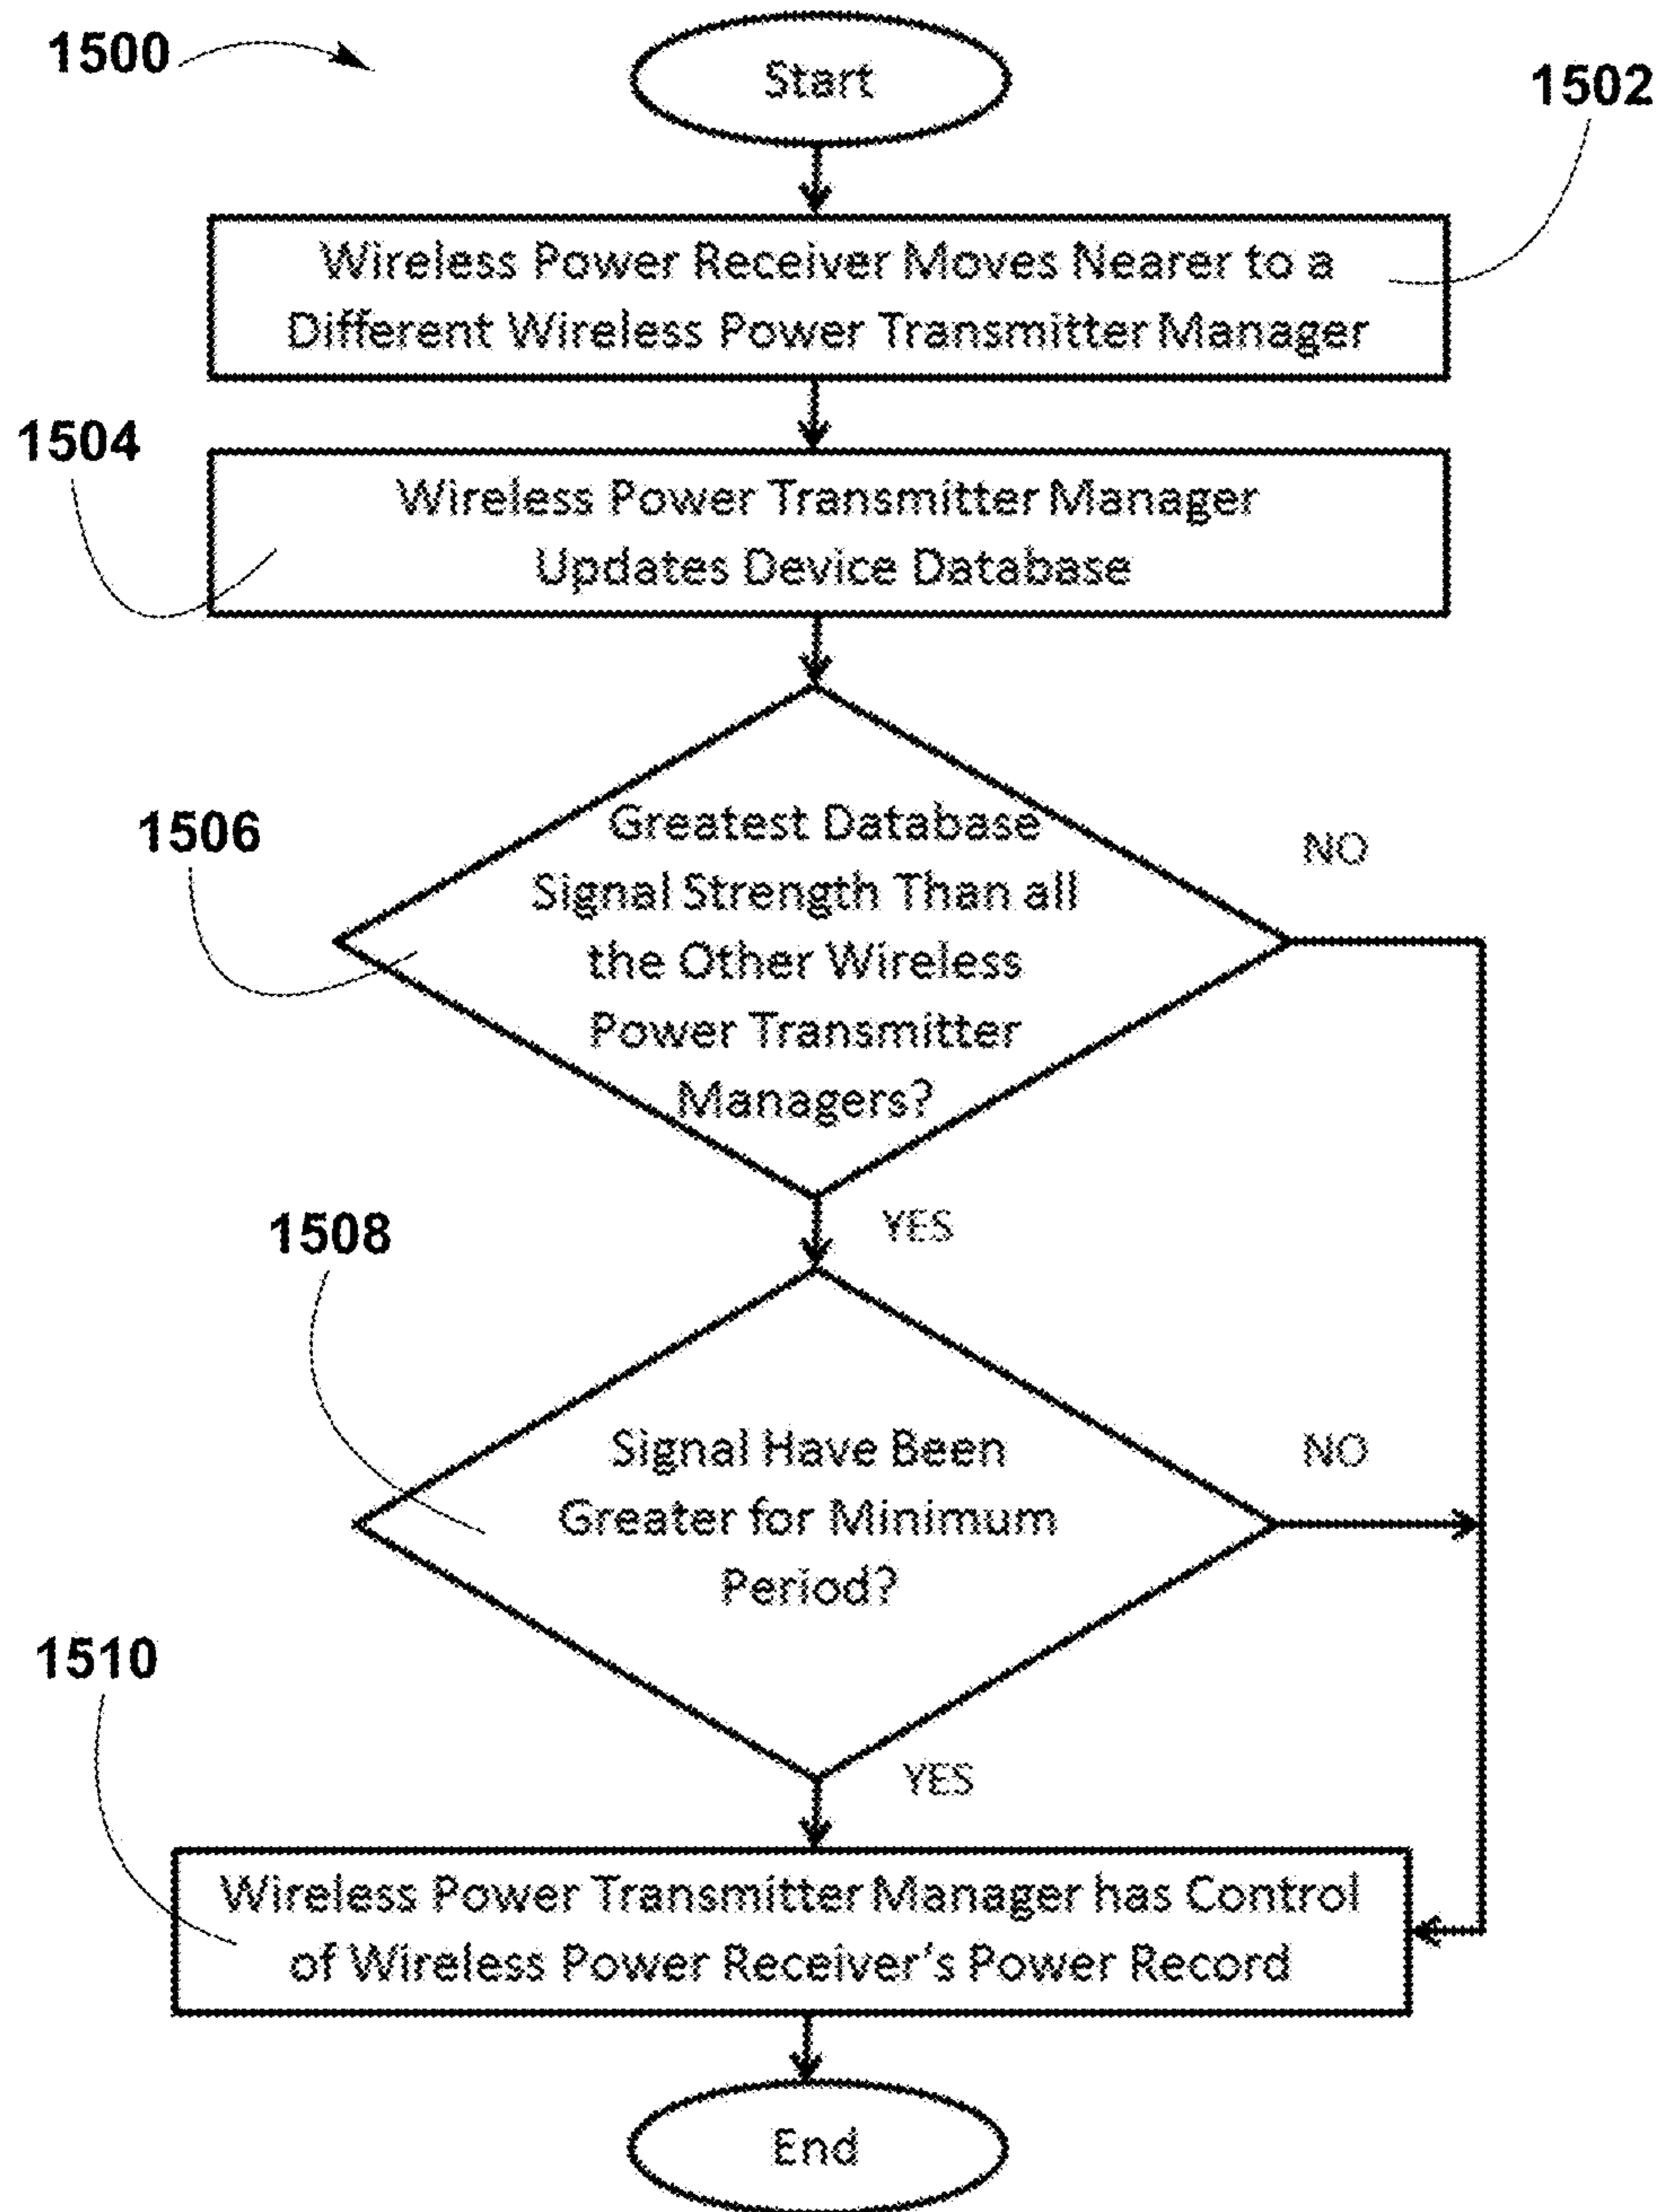 1500
Start
1502
Wireless Power Receiver Moves Nearer to a
Different Wireless Power Transmitter Manager
1504
Wireless Power Transmitter Manager
Updates Device Database
1506
Greatest Database
Signal Strength Than all
the Other Wireless
Power Transmitter
Managers?
NO
YES
1508
Signal Have Been
Greater for Minimum
Period?
NO
YES
1510
Wireless Power Transmitter Manager has Control
of Wireless Power Receiver's Power Record
End